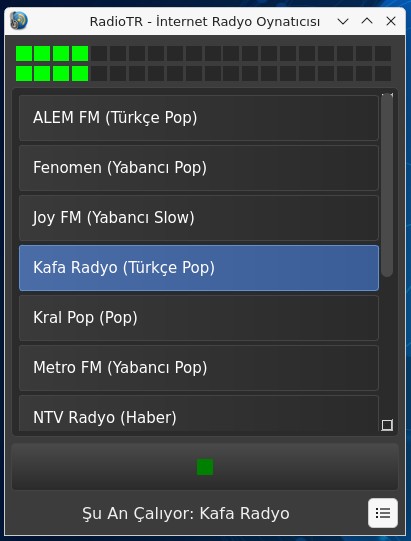 RadioTR - İnternet Radyo Oynatıcısı
ALEM FM (Türkçe Pop)
Fenomen (Yabancı Pop)
Joy FM (Yabancı Slow)
Kafa Radyo (Türkçe Pop)
Kral Pop (Pop)
Metro FM (Yabancı Pop)
NTV Radyo (Haber)
Şu An Çalıyor: Kafa Radyo